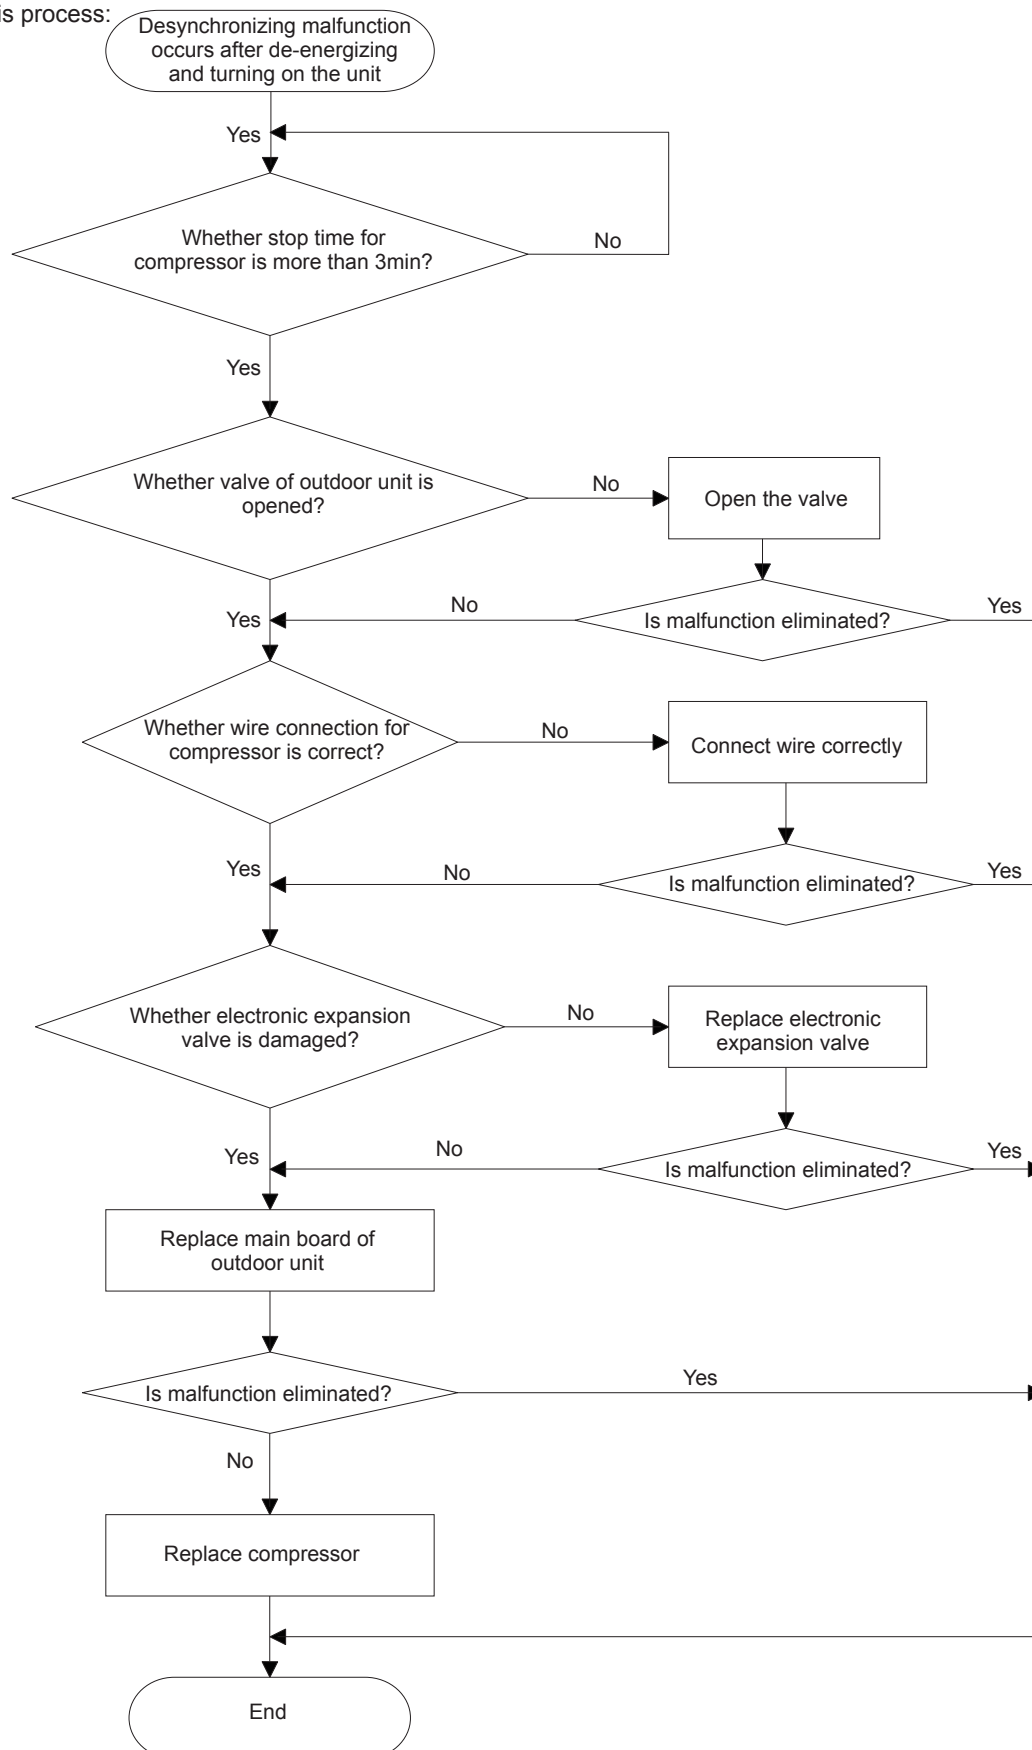 is process:
Desynchronizing malfunction
occurs after de-energizing
and turning on the unit
Yes
Whether stop time for
compressor is more than 3min?
No
Yes
Whether valve of outdoor unit is
opened?
No
Open the valve
Yes
No
Is malfunction eliminated?
Yes
Whether wire connection for
compressor is correct?
No
Connect wire correctly
Yes
No
Is malfunction eliminated?
Yes
Whether electronic expansion
valve is damaged?
No
Replace electronic
expansion valve
Yes
No
Is malfunction eliminated?
Yes
Replace main board of
outdoor unit
Is malfunction eliminated?
Yes
No
Replace compressor
End